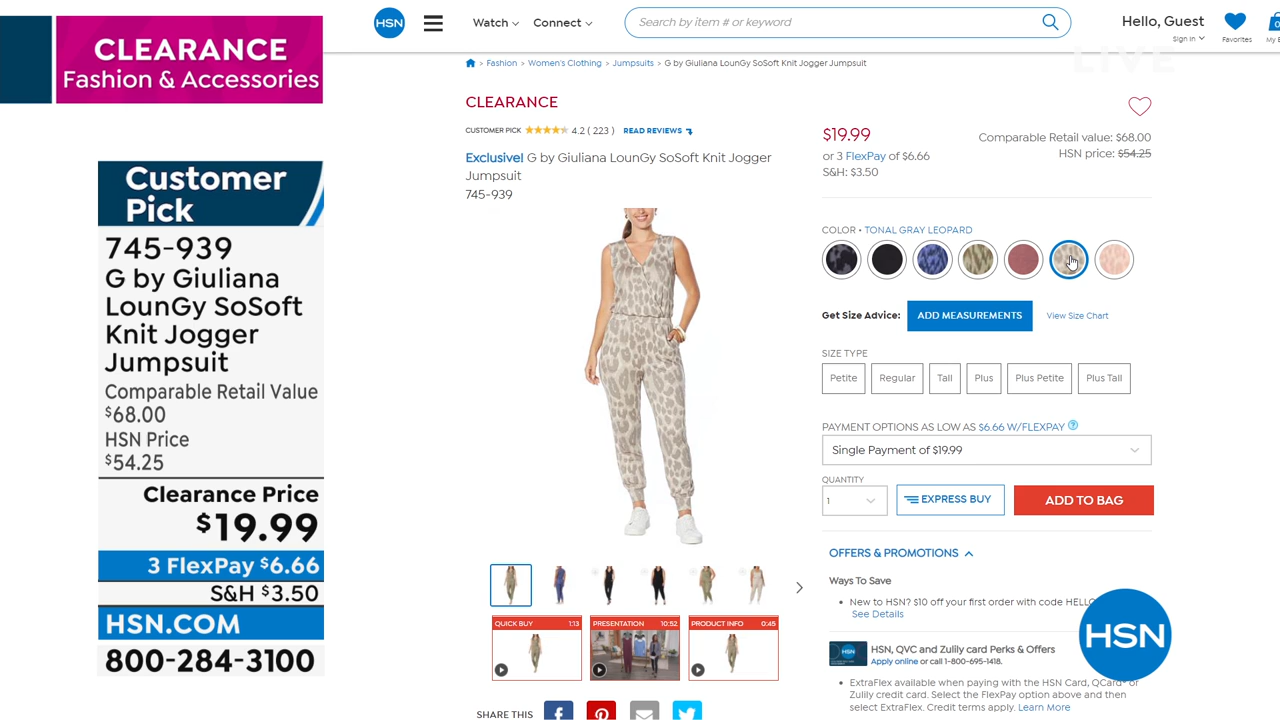 CLEARANCE
Fashion & Accessories
Customer
Pick
745-939
G by Giuliana
LounGy SoSoft
Knit Jogger
Jumpsuit
Comparable Retail Value
$68.00
HSN Price
$54.25
Clearance Price
$19.99
3 FlexPay $6.66
S&H $3.50
HSN.COM
800-284-3100
HSN
Watch
Connect
Search by item # or keyword
Hello, Guest
Sign In
Favorites
LIVE
> Fashion > Women's Clothing > Jumpsuits > G by Giuliana LounGy SoSoft Knit Jogger Jumpsuit
CLEARANCE
CUSTOMER PICK 4.2 ( 223 ) READ REVIEWS
Exclusive! G by Giuliana LounGy SoSoft Knit Jogger
Jumpsuit
745-939
$19.99
or 3 FlexPay of $6.66
S&H: $3.50
Comparable Retail value: $68.00
HSN price: $54.25
COLOR • TONAL GRAY LEOPARD
Get Size Advice: ADD MEASUREMENTS View Size Chart
SIZE TYPE
Petite Regular Tall Plus Plus Petite Plus Tall
PAYMENT OPTIONS AS LOW AS $6.66 W/FLEXPAY ?
Single Payment of $19.99
QUANTITY
1
EXPRESS BUY
ADD TO BAG
QUICK BUY 1:13
PRESENTATION 10:52
PRODUCT INFO 0:45
SHARE THIS
OFFERS & PROMOTIONS
Ways To Save
• New to HSN? $10 off your first order with code
See Details
HSN, QVC and Zulily card Perks & Offers
Apply online or call 1-800-695-1418.
• ExtraFlex available when paying with the HSN Card, QCard® or
Zulily credit card. Select the FlexPay option above and then
select ExtraFlex. Credit terms apply. Learn More
HSN